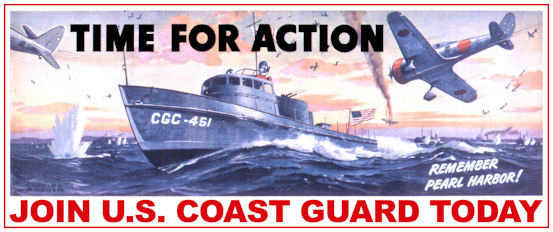 TIME FOR ACTION
CGC-451
REMEMBER
PEARL HARBOR!
JOIN U.S. COAST GUARD TODAY